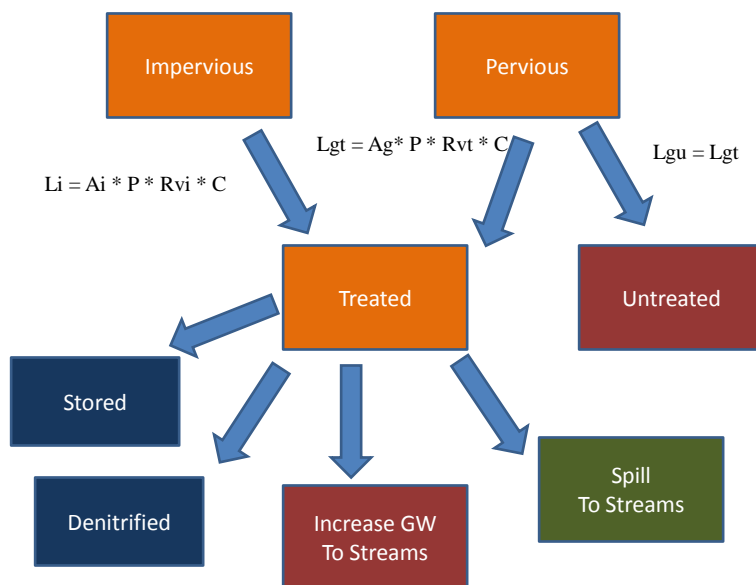 Impervious
Pervious
Lgt = Ag* P * Rvt * C
Lgu = Lgt
Li = Ai * P * Rvi * C
Treated
Untreated
Stored
Spill
To Streams
Denitrified
Increase GW
To Streams